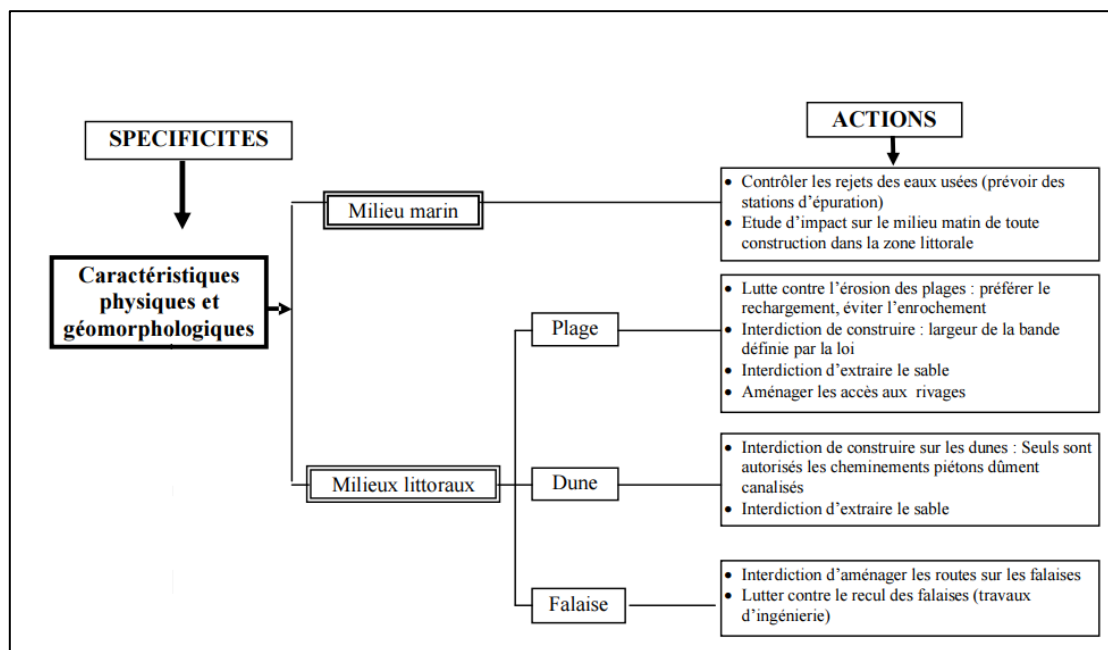 SPECIFICITES
ACTIONS
Caractéristiques
physiques et
géomorphologiques
Milieu marin
• Contrôler les rejets des eaux usées (prévoir des
stations d'épuration)
• Etude d'impact sur le milieu matin de toute
construction dans la zone littorale
Milieux littoraux
Plage
• Lutte contre l'érosion des plages : préférer le
rechargement, éviter l'enrochement
• Interdiction de construire : largeur de la bande
définie par la loi
• Interdiction d'extraire le sable
• Aménager les accès aux rivages
Dune
• Interdiction de construire sur les dunes : Seuls sont
autorisés les cheminements piétons dûment
canalisés
• Interdiction d'extraire le sable
Falaise
• Interdiction d'aménager les routes sur les falaises
• Lutter contre le recul des falaises (travaux
d'ingénierie)